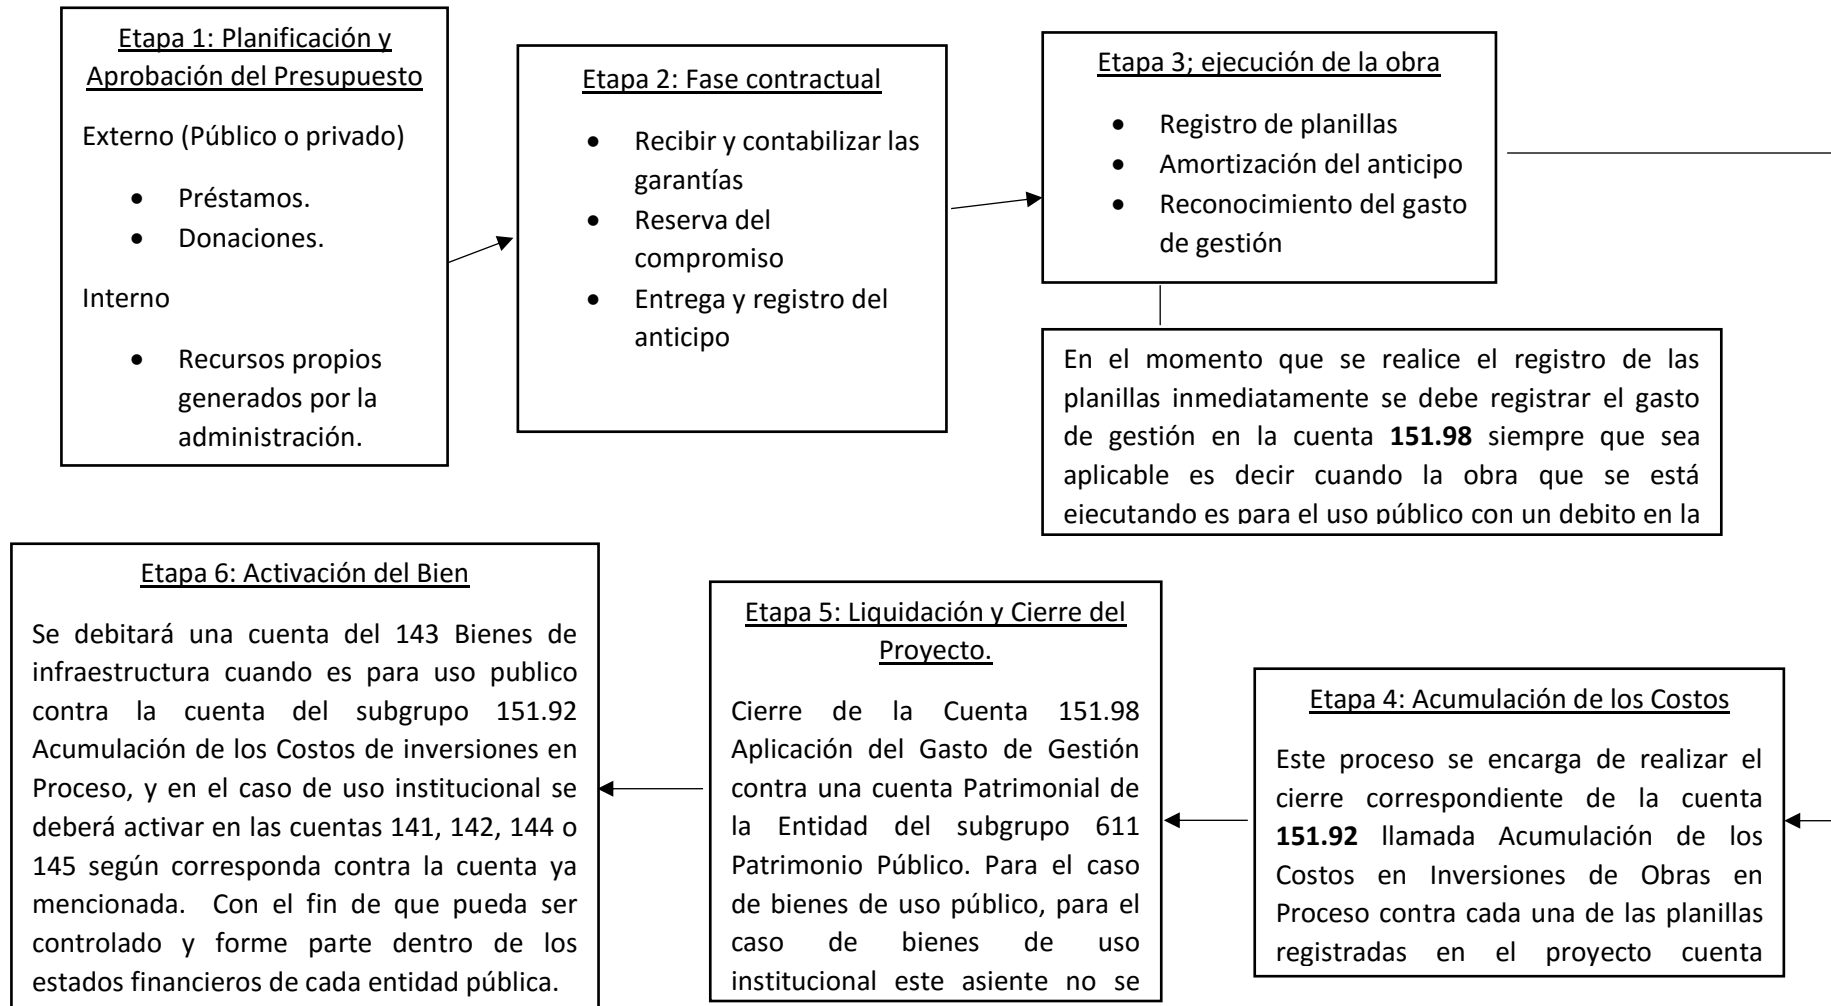 Etapa 1: Planificación y
Aprobación del Presupuesto
Externo (Público o privado)
• Préstamos.
• Donaciones.
Interno
• Recursos propios
generados por la
administración.
Etapa 2: Fase contractual
• Recibir y contabilizar las
garantías
• Reserva del
compromiso
• Entrega y registro del
anticipo
Etapa 3; ejecución de la obra
• Registro de planillas
• Amortización del anticipo
• Reconocimiento del gasto
de gestión
En el momento que se realice el registro de las
planillas inmediatamente se debe registrar el gasto
de gestión en la cuenta 151.98 siempre que sea
aplicable es decir cuando la obra que se está
ejecutando es para el uso público con un debito en la
Etapa 4: Acumulación de los Costos
Este proceso se encarga de realizar el
cierre correspondiente de la cuenta
151.92 llamada Acumulación de los
Costos en Inversiones de Obras en
Proceso contra cada una de las planillas
registradas en el proyecto cuenta
Etapa 5: Liquidación y Cierre del
Proyecto.
Cierre de la Cuenta 151.98
Aplicación del Gasto de Gestión
contra una cuenta Patrimonial de
la Entidad del subgrupo 611
Patrimonio Público. Para el caso
de bienes de uso público, para el
caso de bienes de uso
institucional este asiente no se
Etapa 6: Activación del Bien
Se debitará una cuenta del 143 Bienes de
infraestructura cuando es para uso publico
contra la cuenta del subgrupo 151.92
Acumulación de los Costos de inversiones en
Proceso, y en el caso de uso institucional se
deberá activar en las cuentas 141, 142, 144 o
145 según corresponda contra la cuenta ya
mencionada. Con el fin de que pueda ser
controlado y forme parte dentro de los
estados financieros de cada entidad pública.